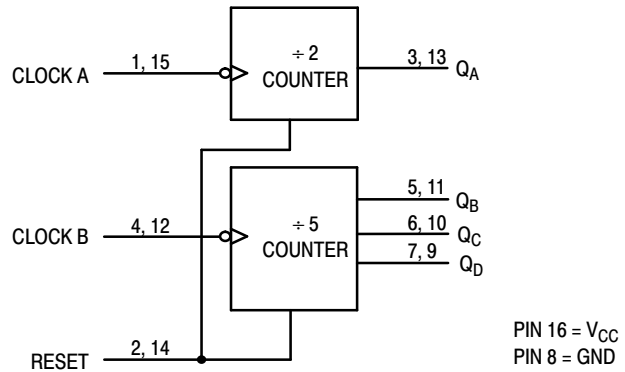 ÷ 2
COUNTER
CLOCK A
1, 15
3, 13
QA
÷ 5
COUNTER
CLOCK B
4, 12
5, 11
QB
6, 10
QC
7, 9
QD
RESET
2, 14
PIN 16 = VCC
PIN 8 = GND